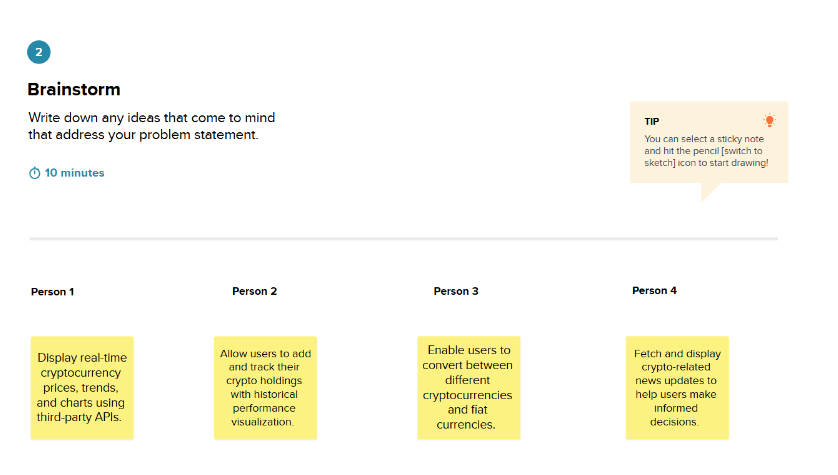 2
Brainstorm
Write down any ideas that come to mind
that address your problem statement.
10 minutes
TIP
You can select a sticky note
and hit the pencil [switch to
sketch] icon to start drawing!
Person 1
Person 2
Person 3
Person 4
Display real-time
cryptocurrency
prices, trends,
and charts using
third-party APIs.
Allow users to add
and track their
crypto holdings
with historical
performance
visualization.
Enable users to
convert between
different
cryptocurrencies
and fiat
currencies.
Fetch and display
crypto-related
news updates to
help users make
informed
decisions.